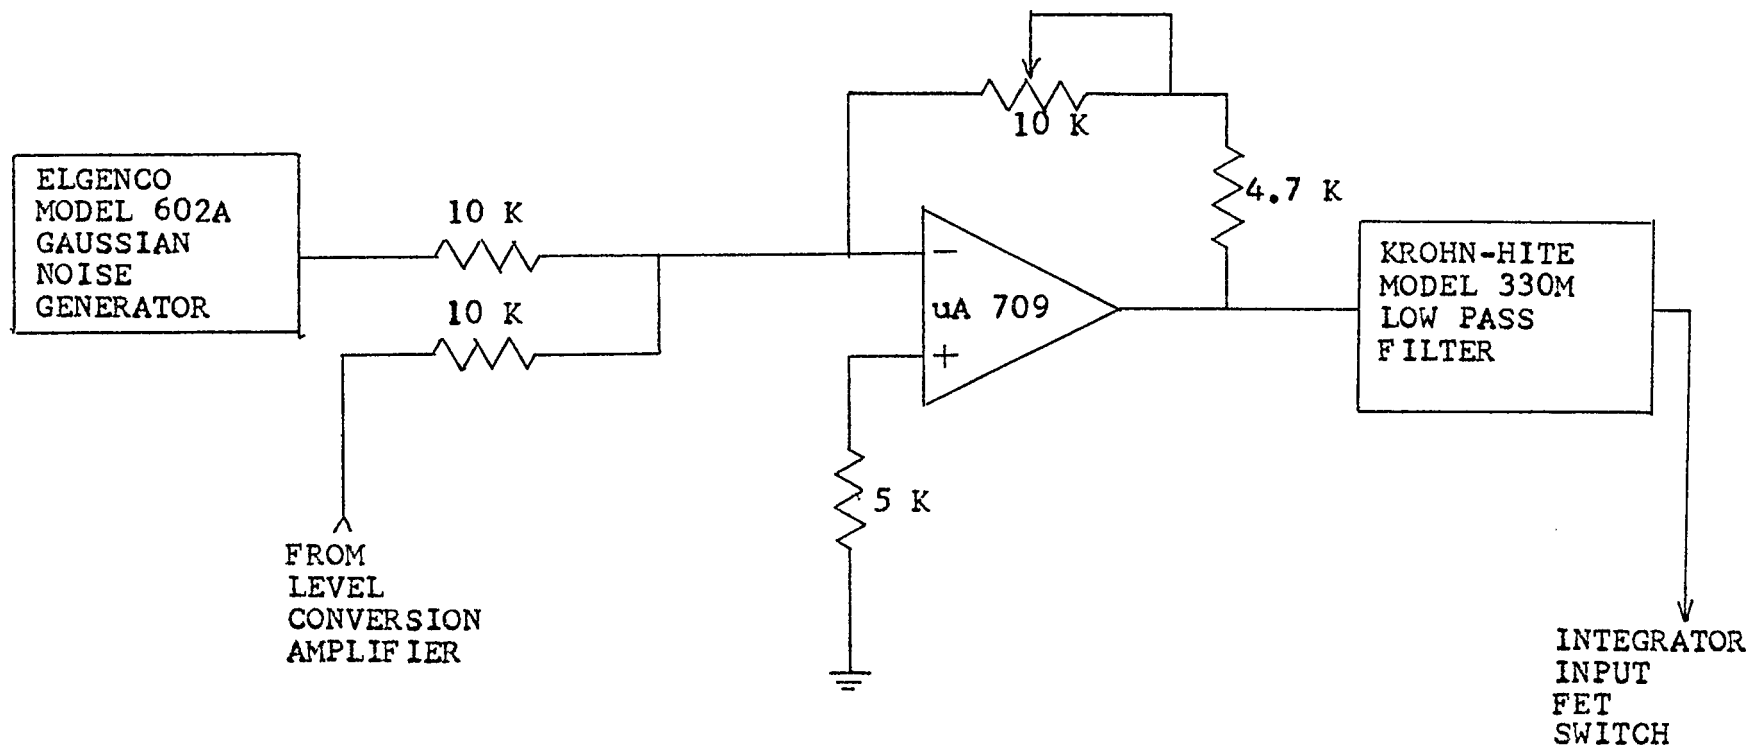 10 K
ELGENCO
MODEL 602A
GAUSSIAN
NOISE
GENERATOR
10 K
4.7 K
10 K
-
uA 709
+
KROHN-HITE
MODEL 330M
LOW PASS
FILTER
5 K
FROM
LEVEL
CONVERSION
AMPLIFIER
INTEGRATOR
INPUT
FET
SWITCH